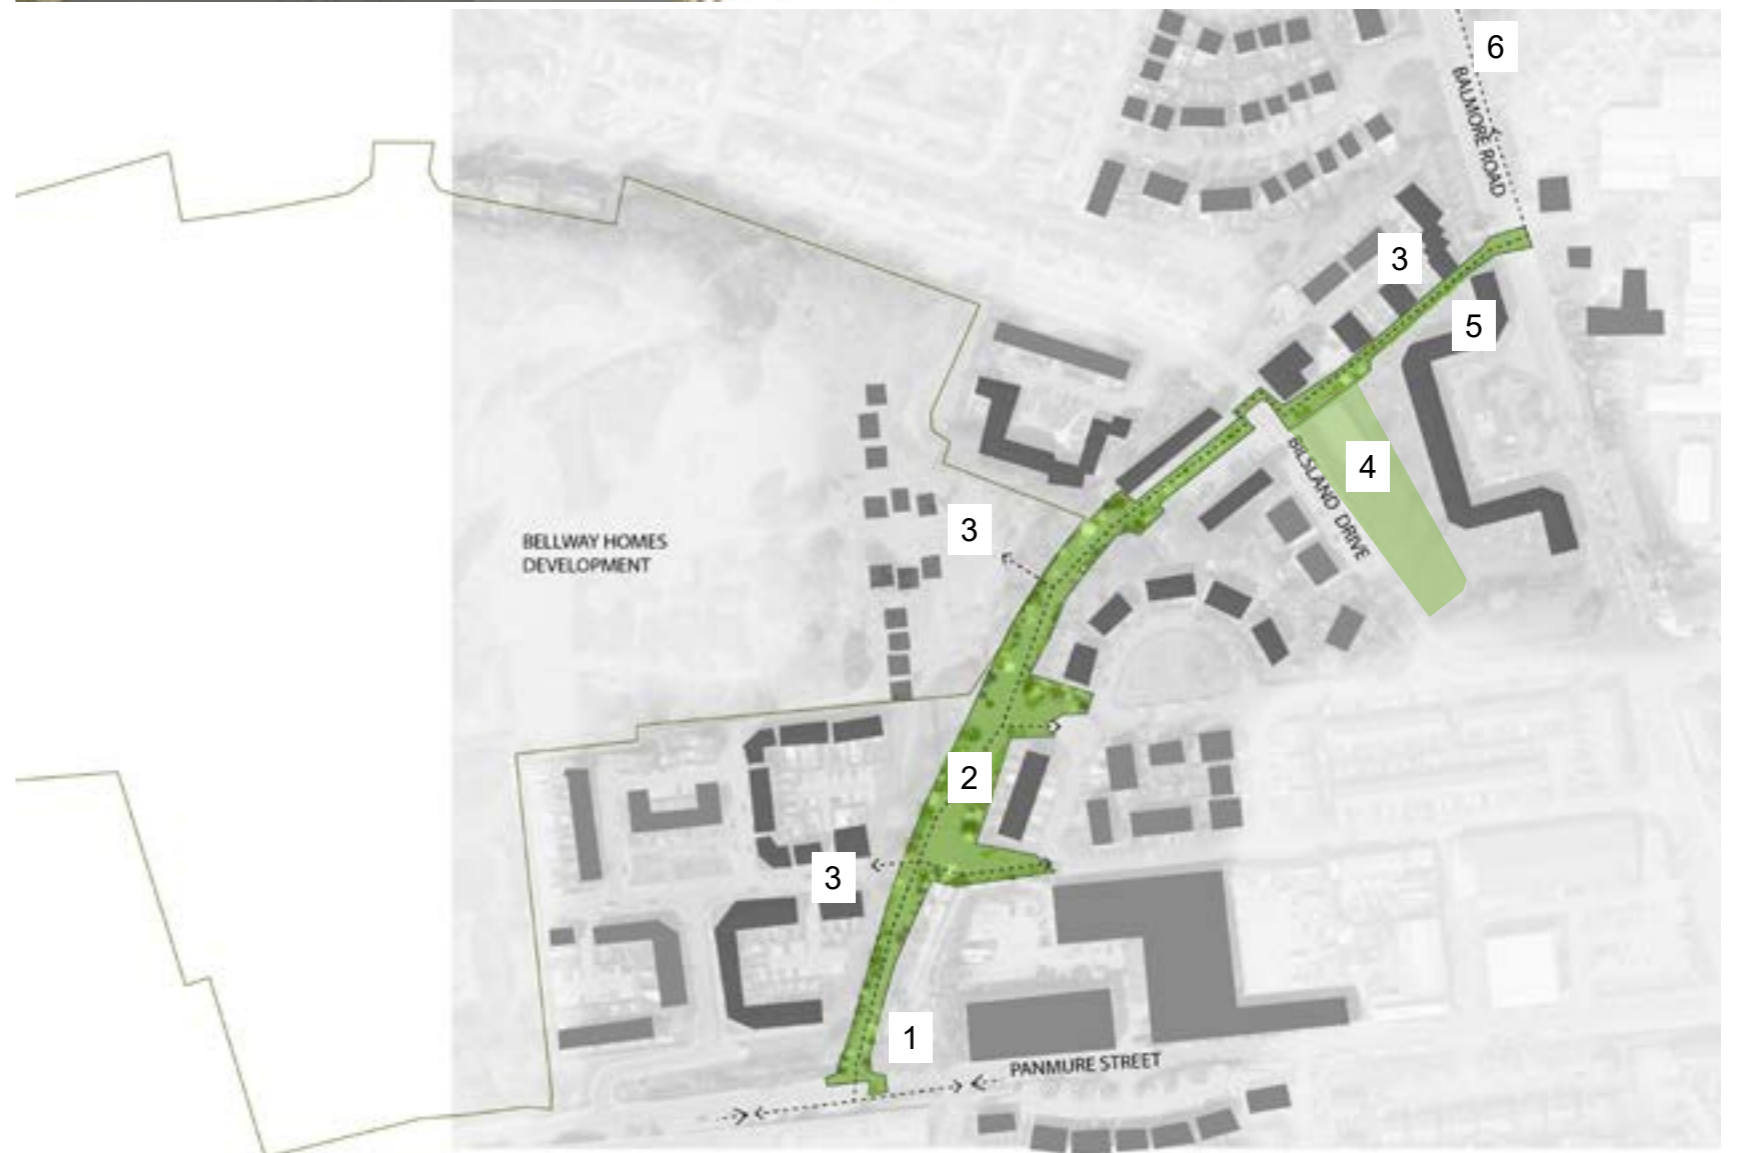 6
BALMORE ROAD
3
5
4
BILSLAND DRIVE
3
BELLWAY HOMES
DEVELOPMENT
2
3
1
PANMURE STREET